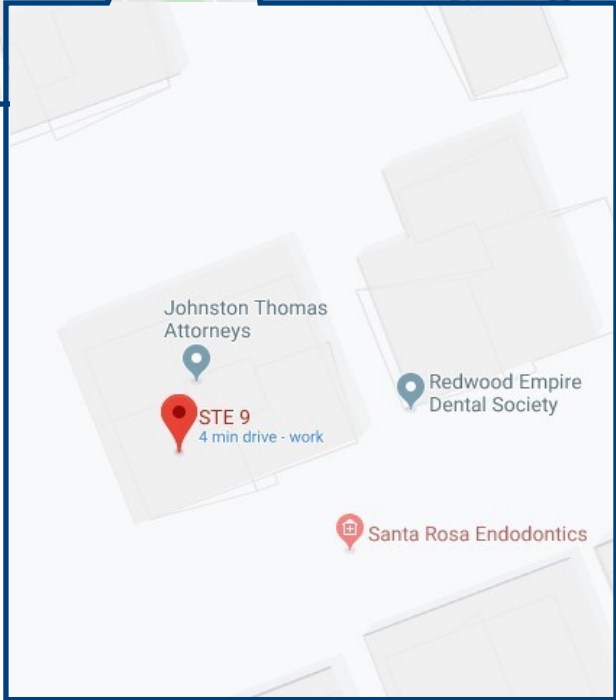 Johnston Thomas
Attorneys
Redwood Empire
Dental Society
STE 9
4 min drive - work
Santa Rosa Endodontics